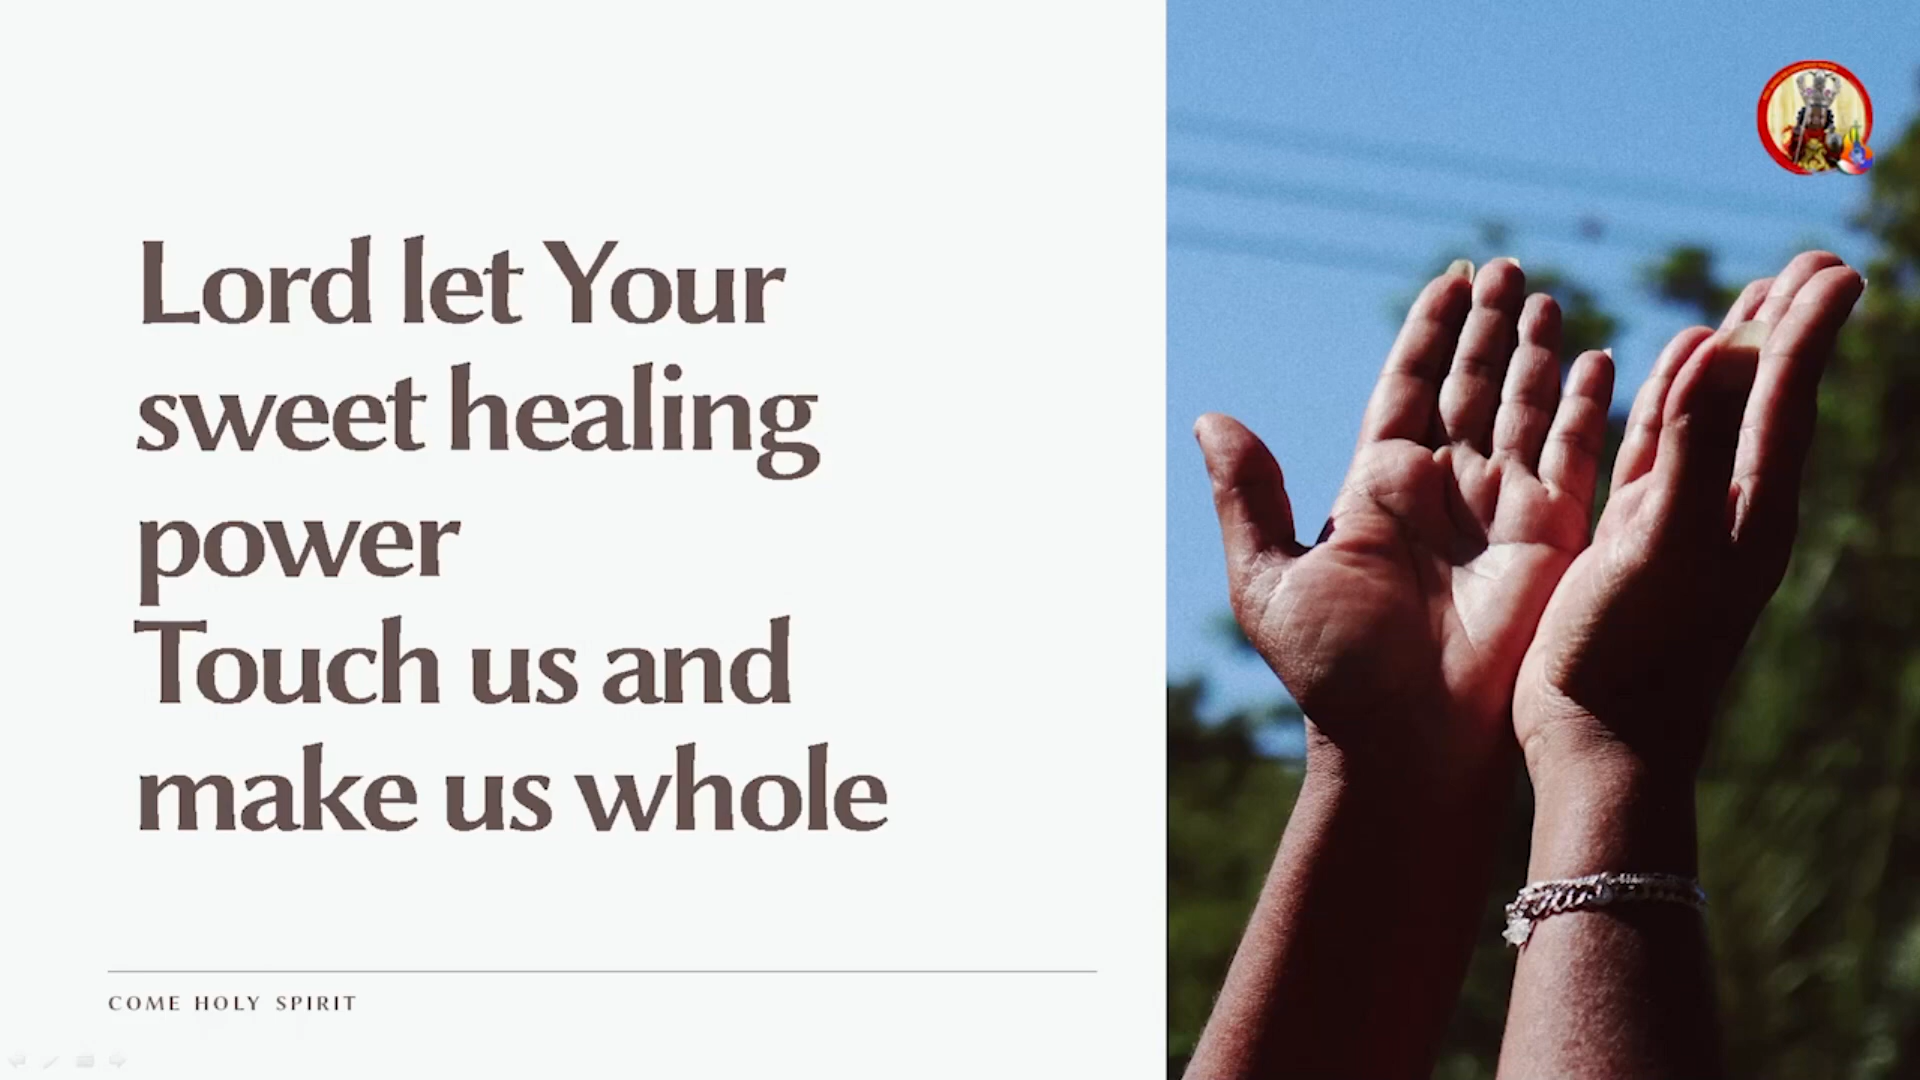 Lord let Your
sweet healing
power
Touch us and
make us whole
COME HOLY SPIRIT